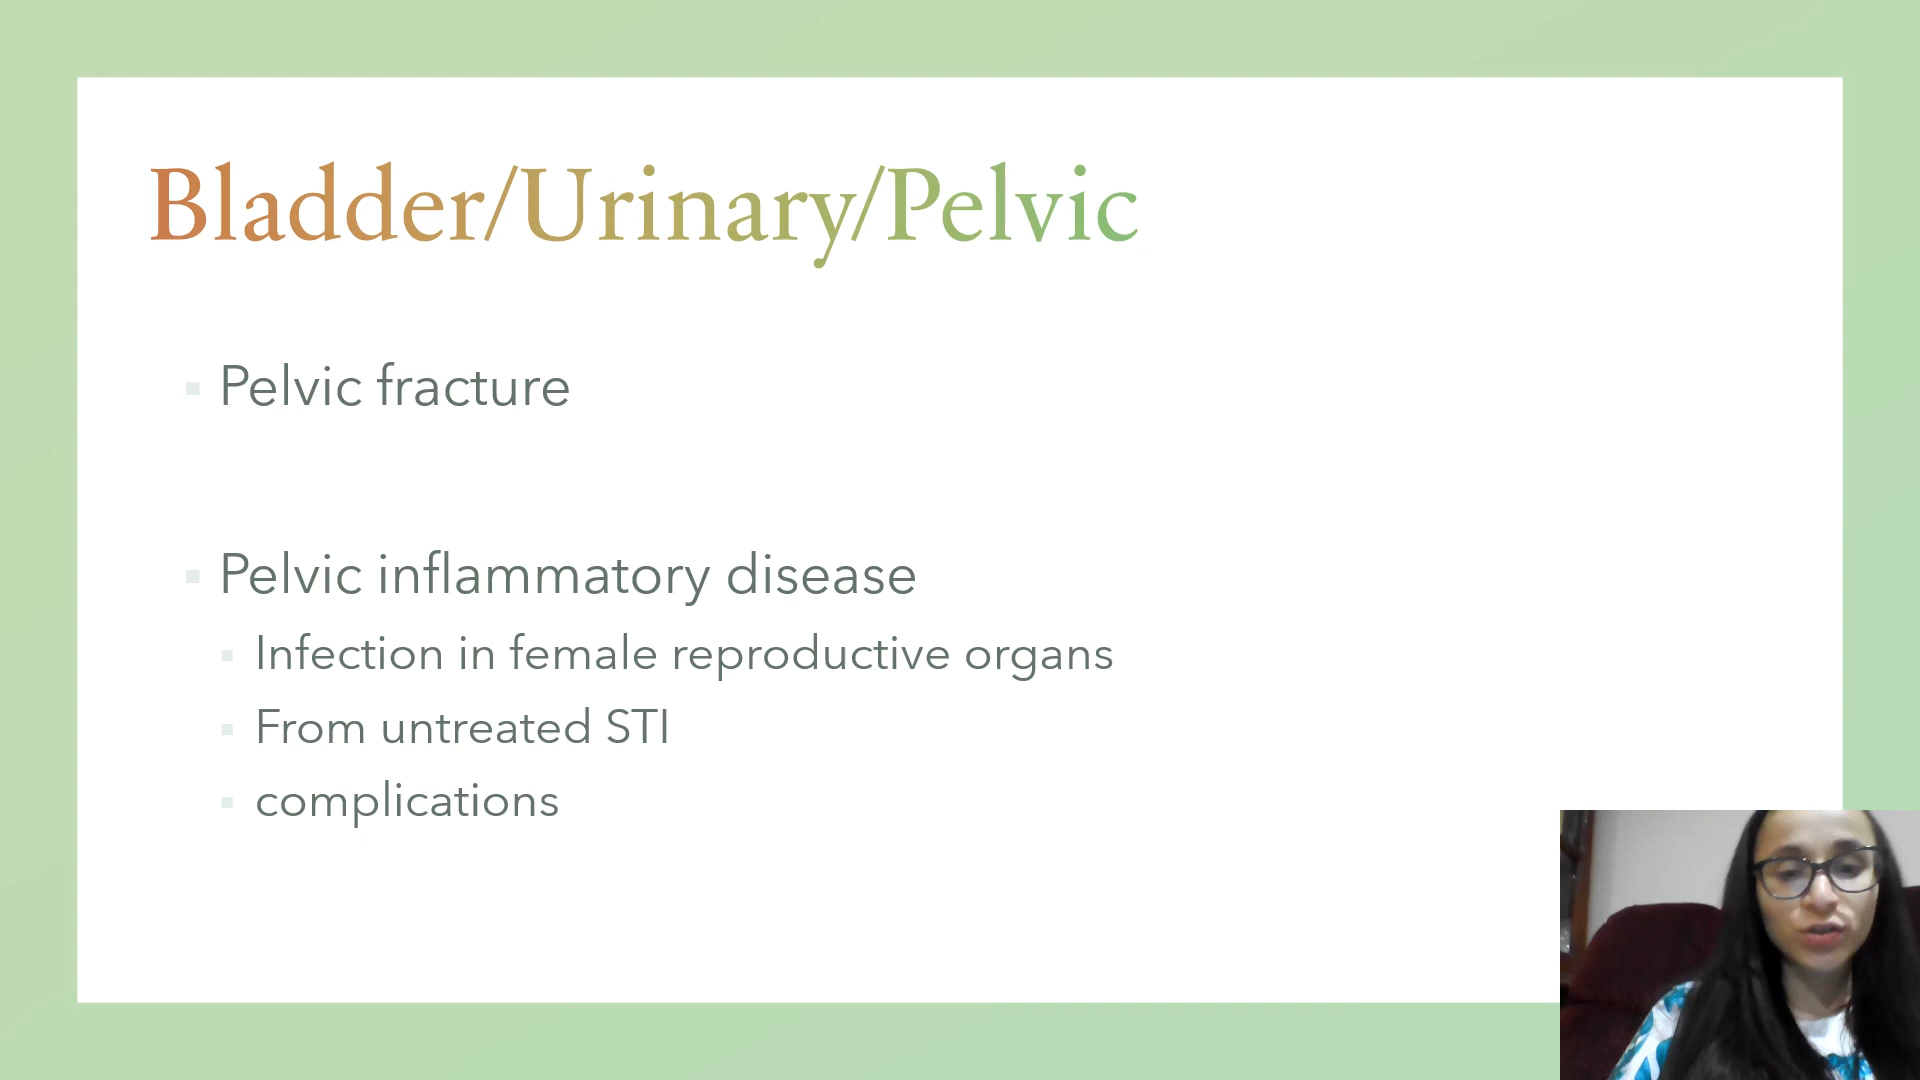 Bladder/Urinary/Pelvic
Pelvic fracture
Pelvic inflammatory disease
Infection in female reproductive organs
From untreated STI
complications